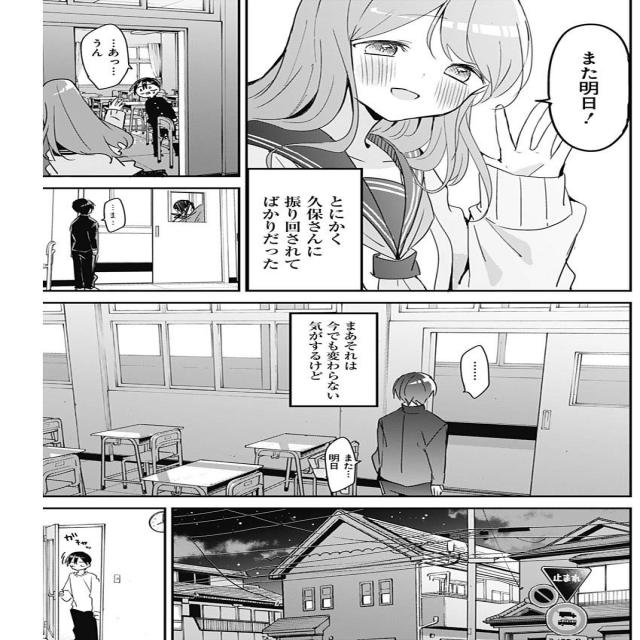 また明日！
とにかく
久保さんに
振り回されて
ばかりだった
…あっ…
うん
…ま…
………
まあそれは
今でも変わらない
気がするけど
また…
明日
ガチャ
止まれ